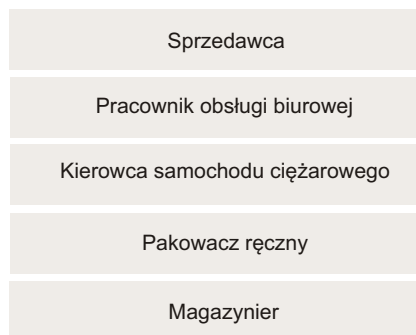 Sprzedawca
Pracownik obsługi biurowej
Kierowca samochodu ciężarowego
Pakowacz ręczny
Magazynier